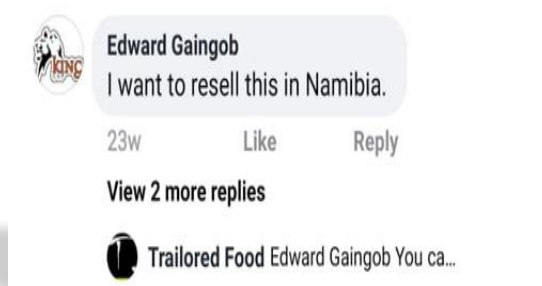 KING
Edward Gaingob
I want to resell this in Namibia.
23w Like Reply
View 2 more replies
Trailored Food Edward Gaingob You ca...